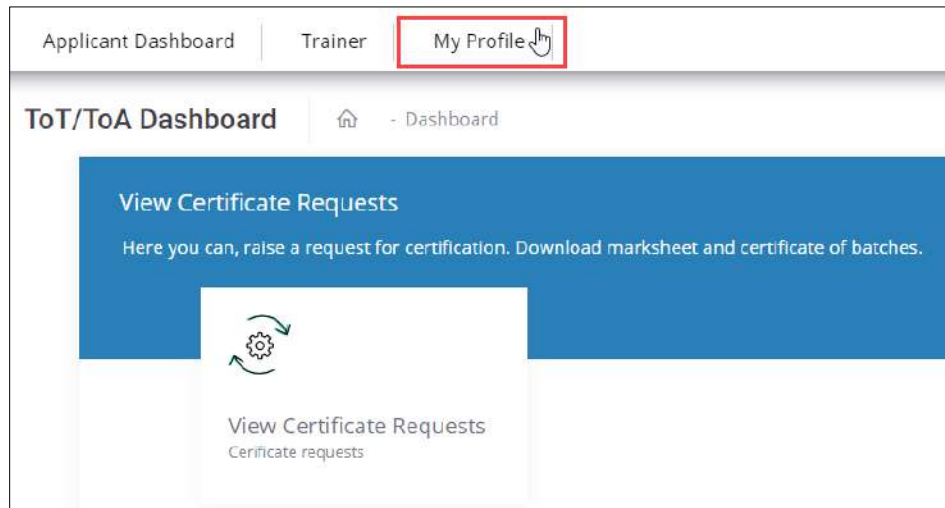 Applicant Dashboard Trainer My Profile
ToT/ToA Dashboard - Dashboard
View Certificate Requests
Here you can, raise a request for certification. Download marksheet and certificate of batches.
View Certificate Requests
Cerificate requests